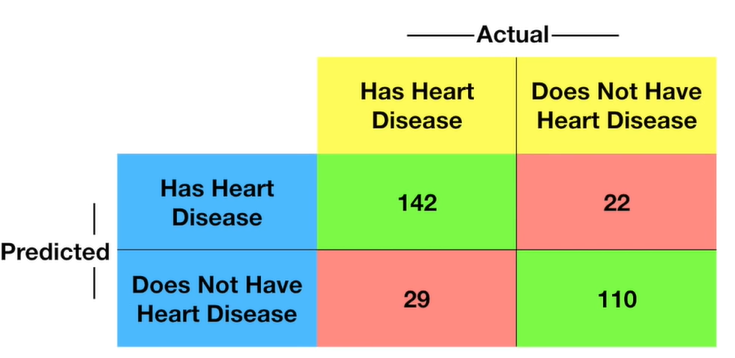 Actual
Has Heart
Disease
Does Not Have
Heart Disease
Has Heart
Disease
142
22
Predicted
Does Not Have
Heart Disease
29
110